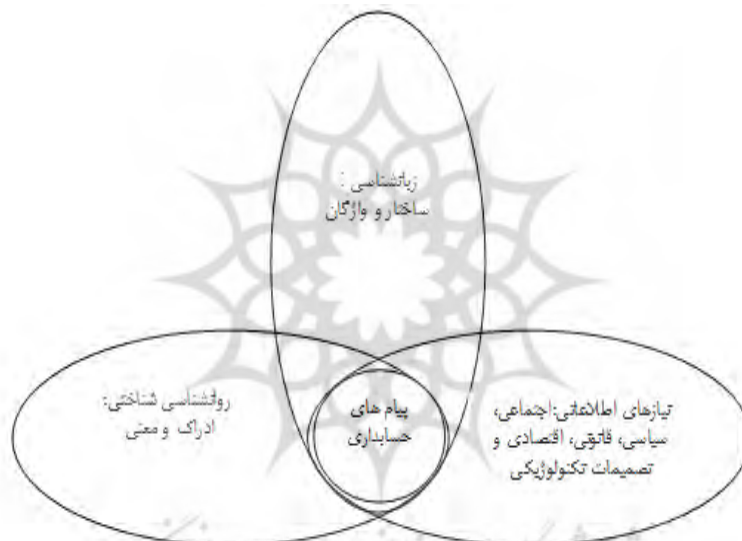 زبانشناسی :
ساختار و واژگان
نیازهای اطلاعاتی:اجتماعی،
سیاسی، قانونی، اقتصادی و
تصمیمات تکنولوژیکی
پیام های
حسابداری
روانشناسی شناختی:
ادراک و معنی